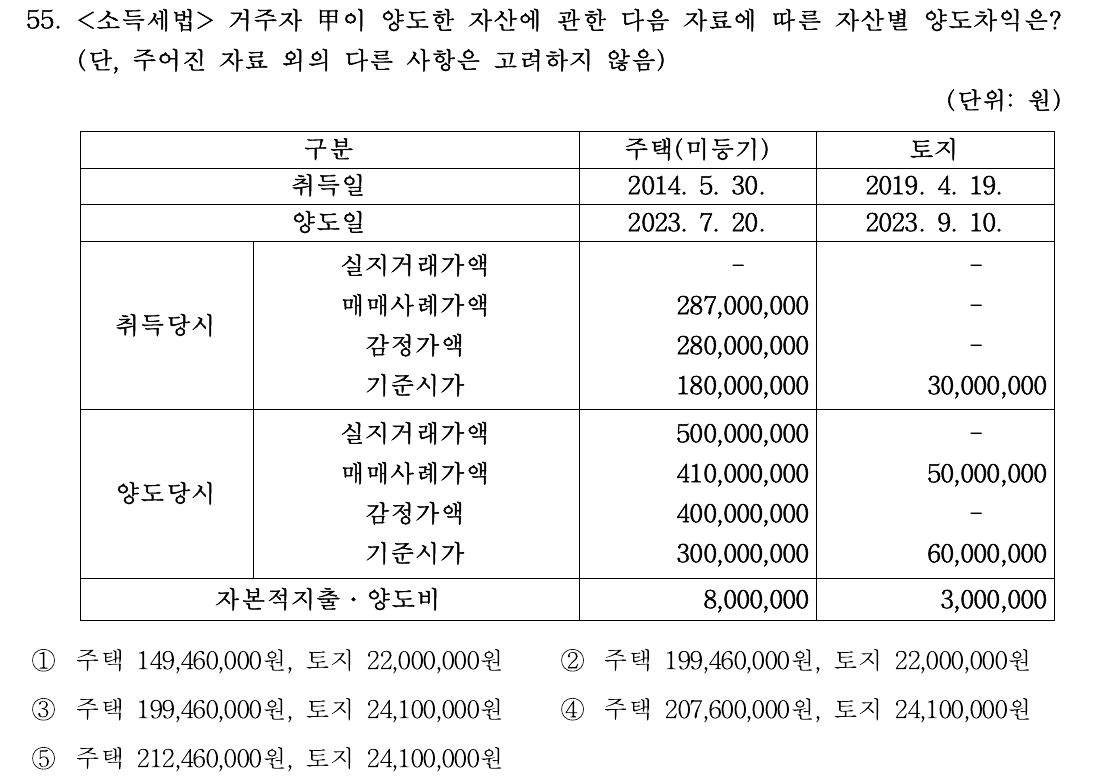 55. <소득세법> 거주자 甲이 양도한 자산에 관한 다음 자료에 따른 자산별 양도차익은?
(단, 주어진 자료 외의 다른 사항은 고려하지 않음)
(단위: 원)
구분 주택(미등기) 토지
취득일 2014. 5. 30. 2019. 4. 19.
양도일 2023. 7. 20. 2023. 9. 10.
취득당시
실지거래가액 - -
매매사례가액 287,000,000 -
감정가액 280,000,000 -
기준시가 180,000,000 30,000,000
양도당시
실지거래가액 500,000,000 -
매매사례가액 410,000,000 50,000,000
감정가액 400,000,000 -
기준시가 300,000,000 60,000,000
자본적지출·양도비 8,000,000 3,000,000
① 주택 149,460,000원, 토지 22,000,000원 ② 주택 199,460,000원, 토지 22,000,000원
③ 주택 199,460,000원, 토지 24,100,000원 ④ 주택 207,600,000원, 토지 24,100,000원
⑤ 주택 212,460,000원, 토지 24,100,000원